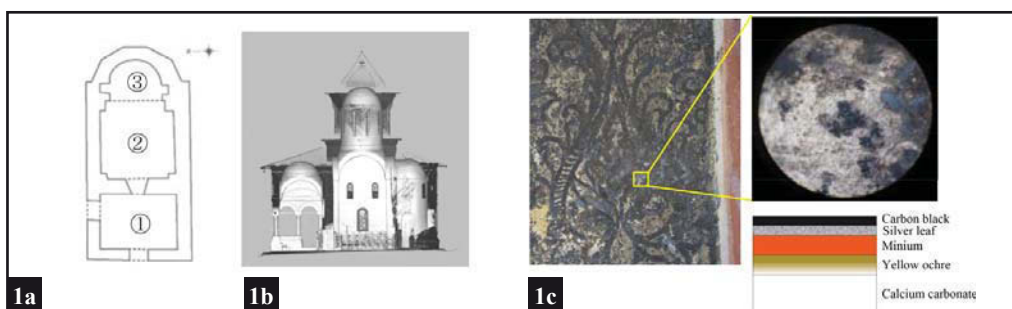 ③
②
①
1a
1b
1c
Carbon black
Silver leaf
Minium
Yellow ochre
Calcium carbonate